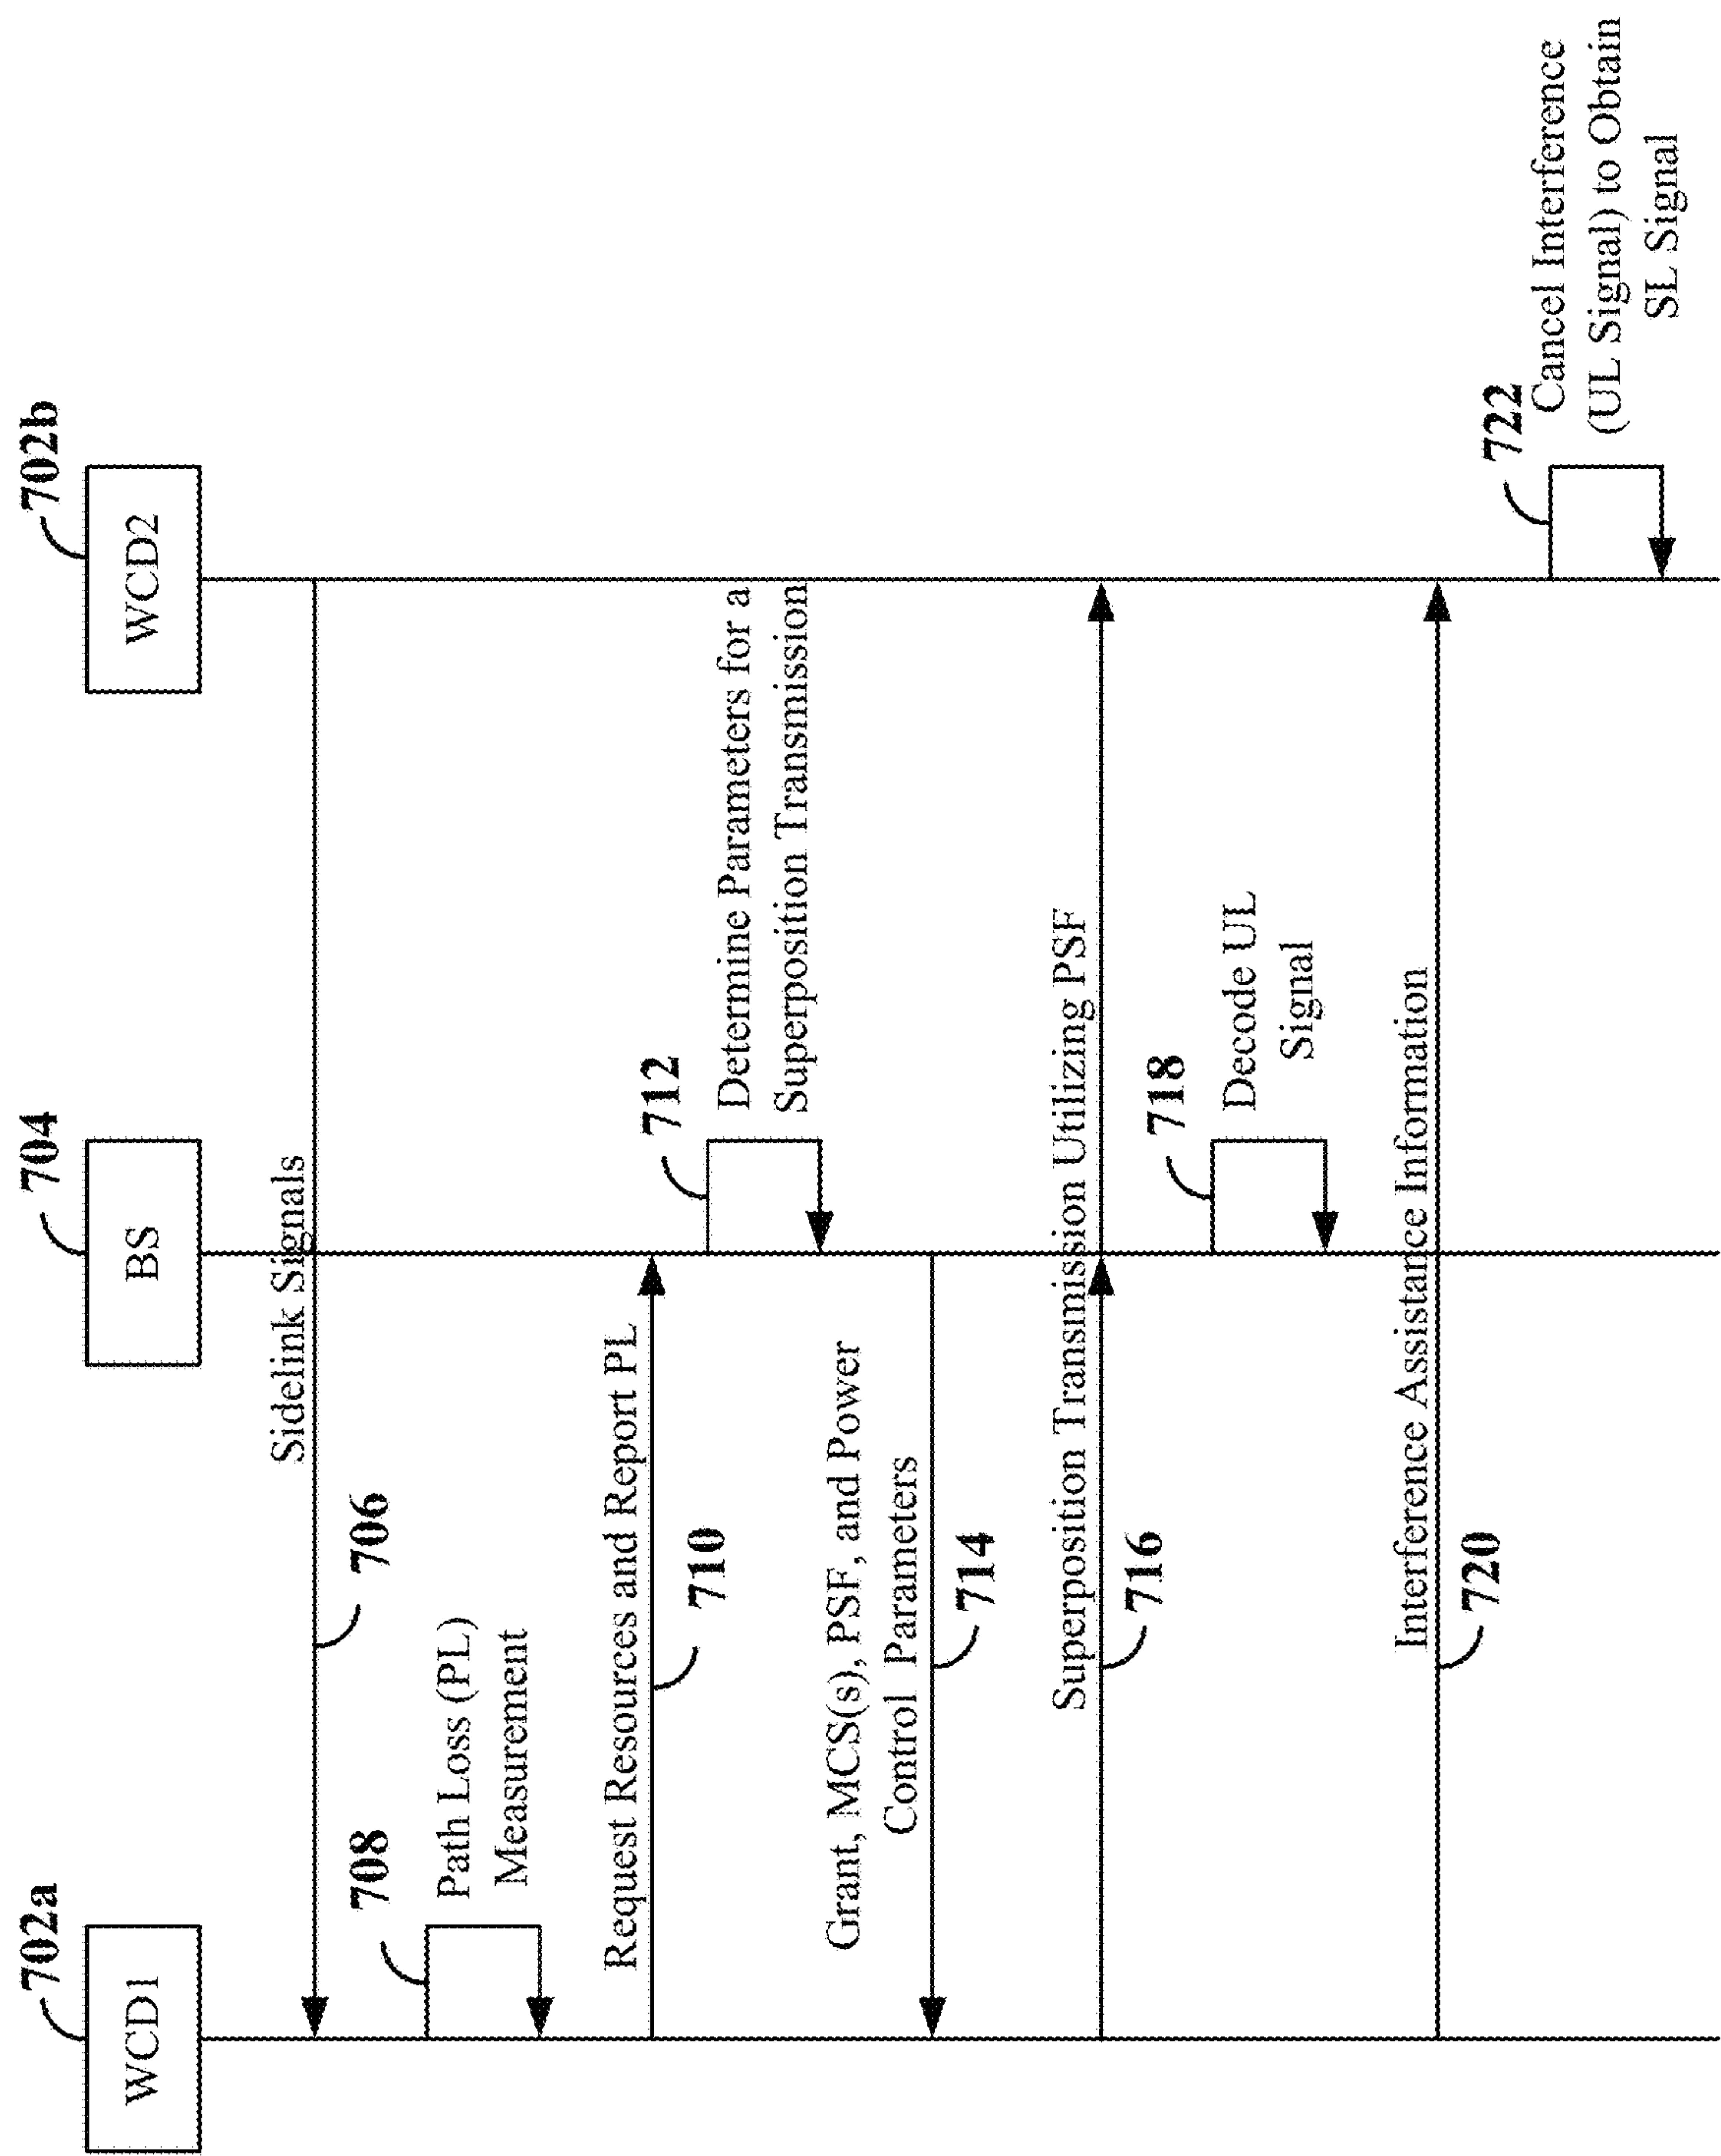 702a
704
702b
WCD1
BS
WCD2
Sidelink Signals
706
708
Path Loss (PL)
Measurement
Request Resources and Report PL
710
712
Determine Parameters for a
Superposition Transmission
Grant, MCS(s), PSF, and Power
Control Parameters
714
Superposition Transmission Utilizing PSF
716
718
Decode UL
Signal
Interference Assistance Information
720
722
Cancel Interference
(UL Signal) to Obtain
SL Signal